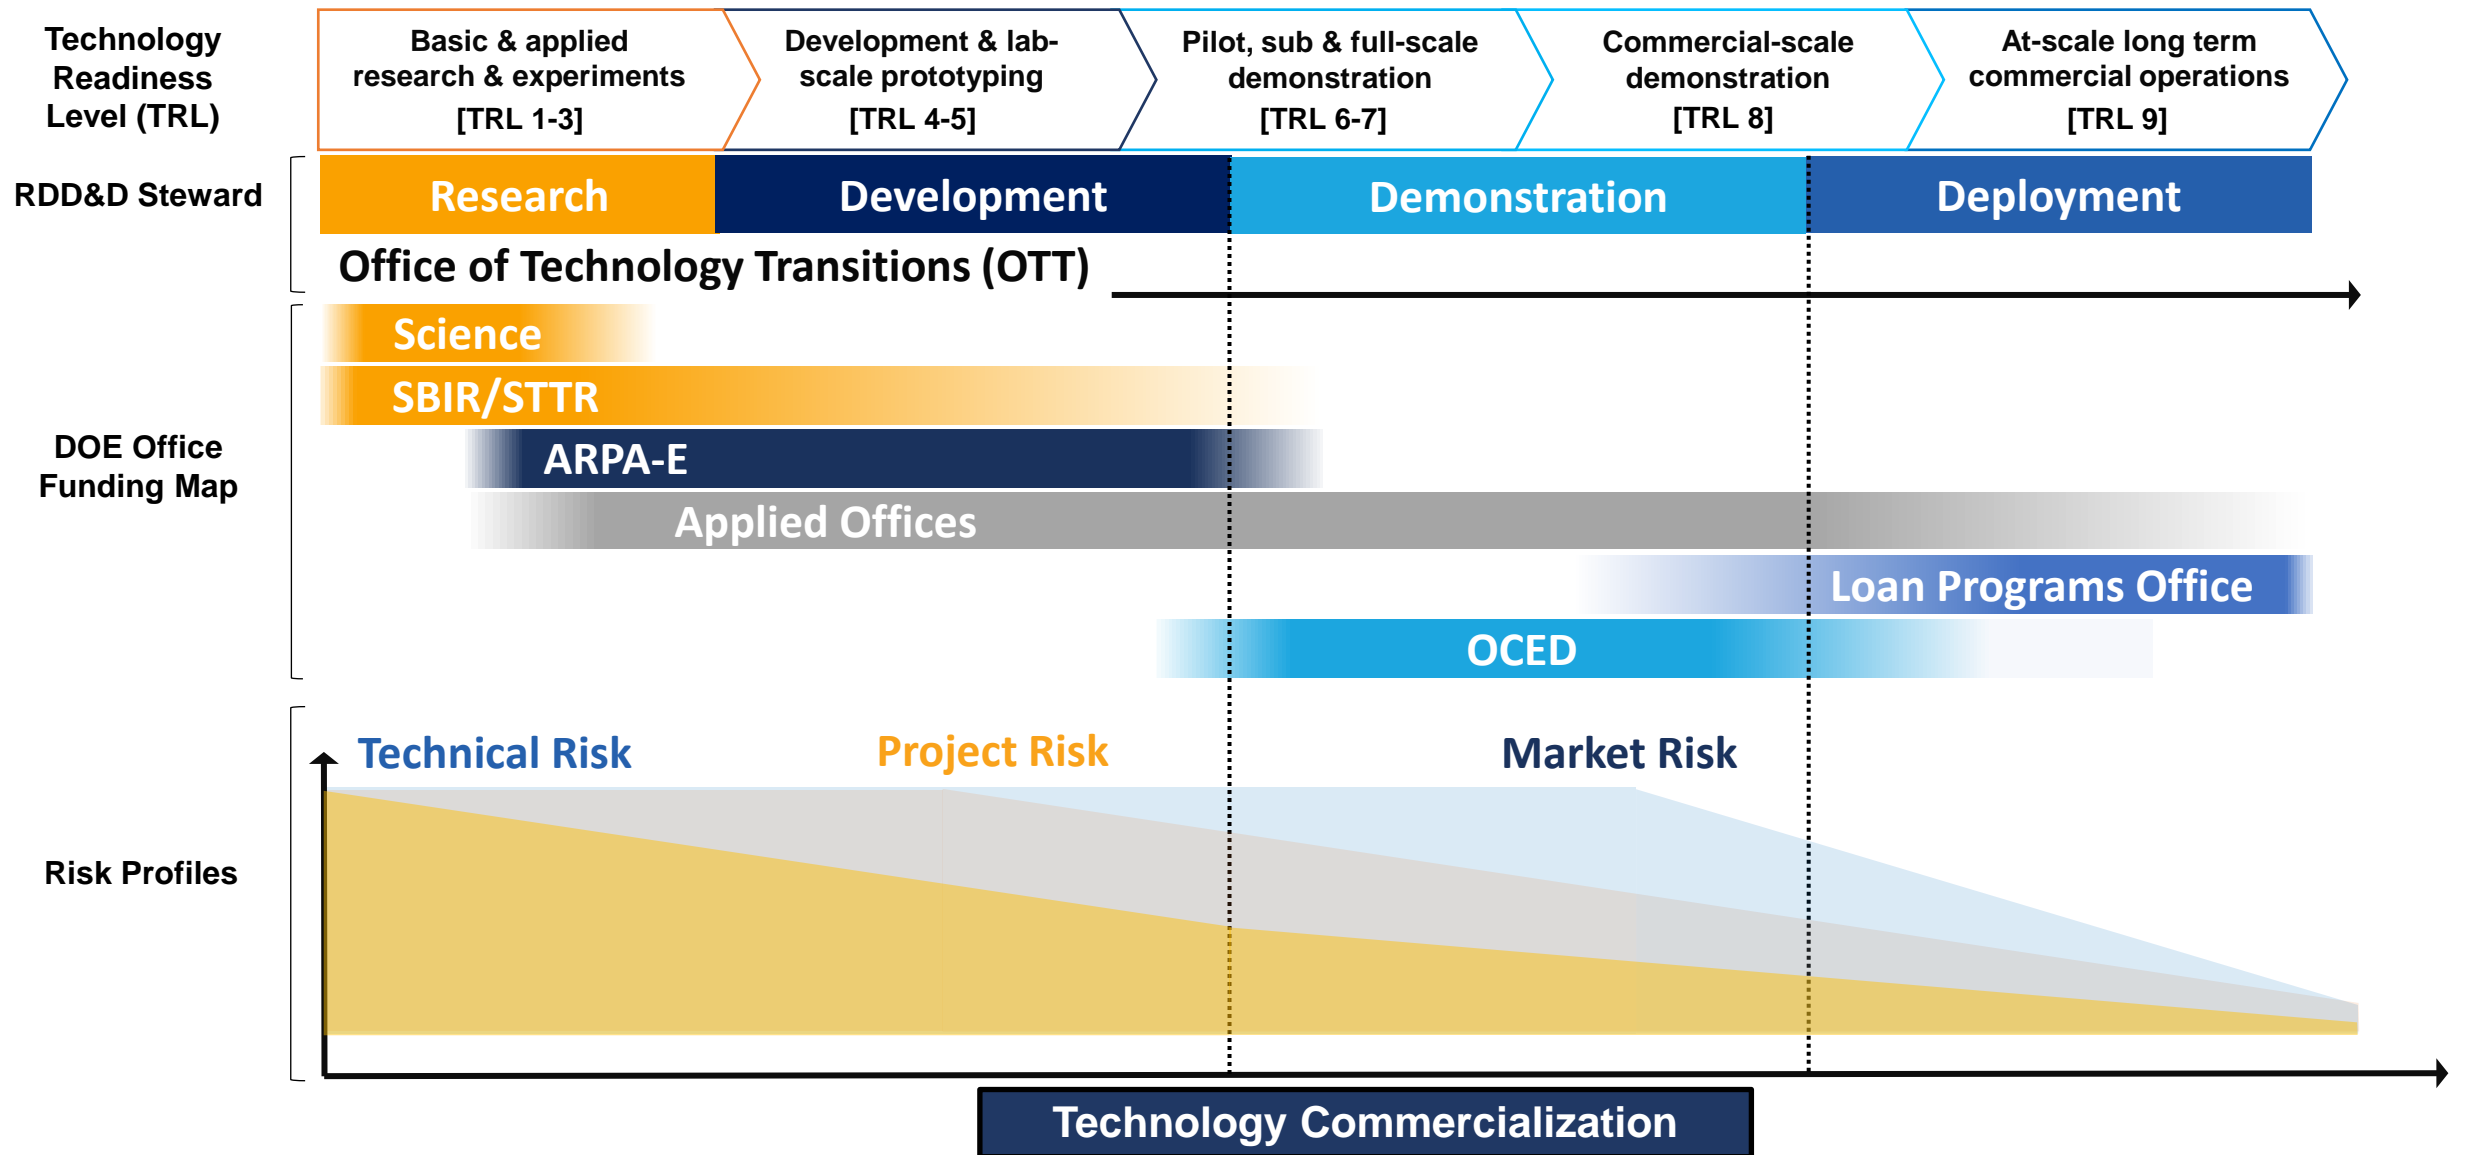 Technology
Readiness
Level (TRL)
Basic & applied
research & experiments
[TRL 1-3]
Development & lab-
scale prototyping
[TRL 4-5]
Pilot, sub & full-scale
demonstration
[TRL 6-7]
Commercial-scale
demonstration
[TRL 8]
At-scale long term
commercial operations
[TRL 9]
RDD&D Steward
Research
Development
Demonstration
Deployment
Office of Technology Transitions (OTT)
DOE Office
Funding Map
Science
SBIR/STTR
ARPA-E
Applied Offices
Loan Programs Office
OCED
Risk Profiles
Technical Risk
Project Risk
Market Risk
Technology Commercialization